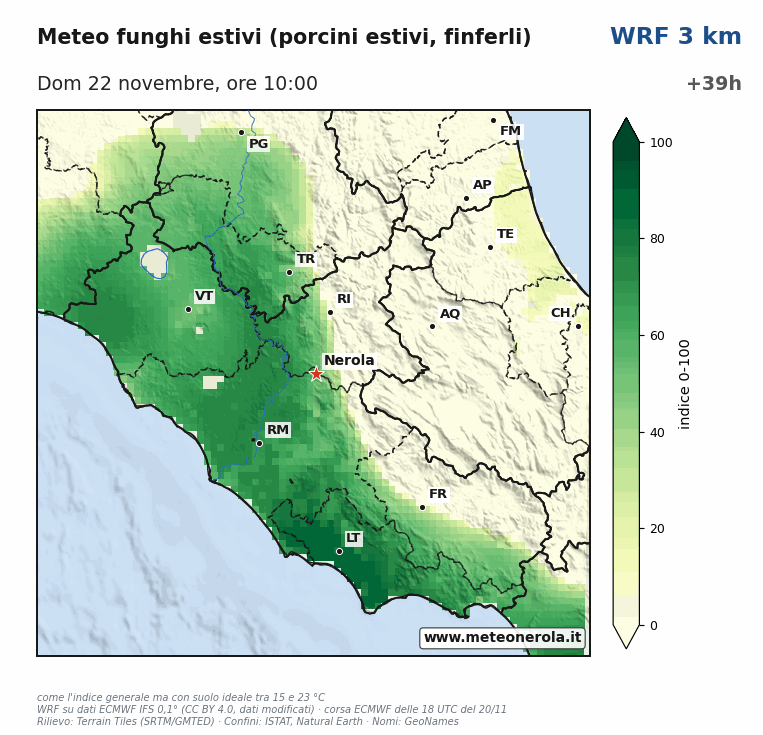 Meteo funghi estivi (porcini estivi, finferli)
WRF 3 km
Dom 22 novembre, ore 10:00
+39h
FM
PG
AP
TE
TR
VT
RI
AQ
CH
Nerola
RM
FR
LT
www.meteonerola.it
100
80
60
40
20
0
indice 0-100
come l'indice generale ma con suolo ideale tra 15 e 23 °C
WRF su dati ECMWF IFS 0,1° (CC BY 4.0, dati modificati) · corsa ECMWF delle 18 UTC del 20/11
Rilievo: Terrain Tiles (SRTM/GMTED) · Confini: ISTAT, Natural Earth · Nomi: GeoNames